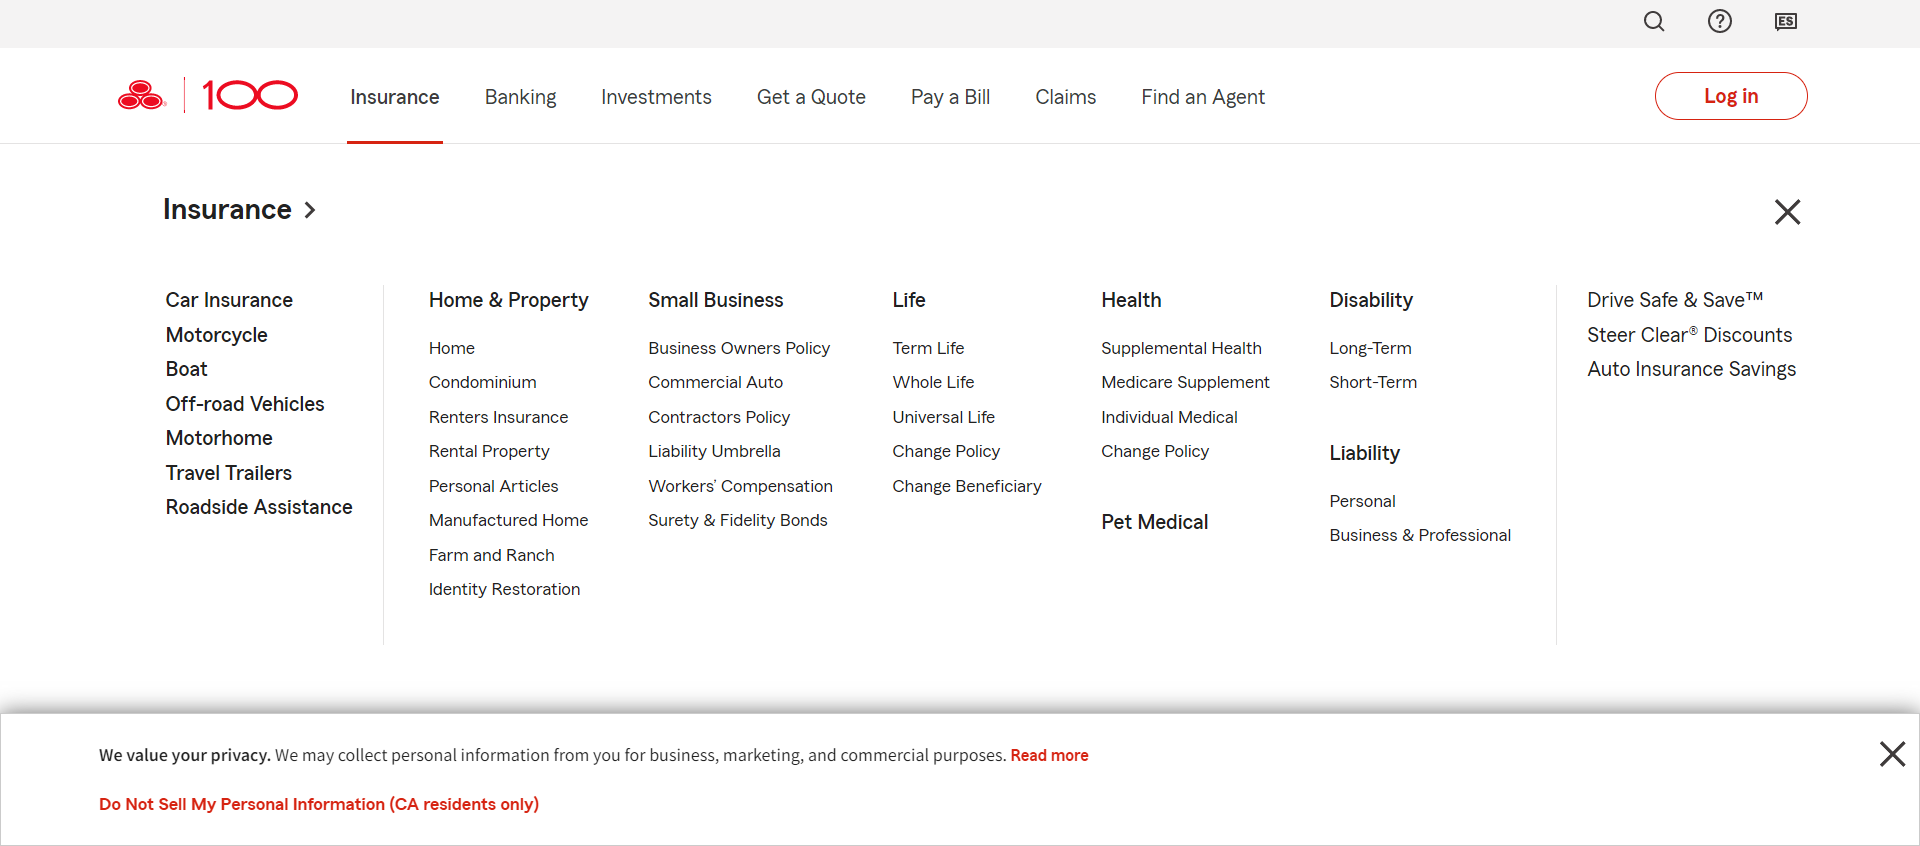 ES
100
Insurance
Banking
Investments
Get a Quote
Pay a Bill
Claims
Find an Agent
Log in
Insurance
Car Insurance
Motorcycle
Boat
Off-road Vehicles
Motorhome
Travel Trailers
Roadside Assistance
Home & Property
Home
Condominium
Renters Insurance
Rental Property
Personal Articles
Manufactured Home
Farm and Ranch
Identity Restoration
Small Business
Business Owners Policy
Commercial Auto
Contractors Policy
Liability Umbrella
Workers’ Compensation
Surety & Fidelity Bonds
Life
Term Life
Whole Life
Universal Life
Change Policy
Change Beneficiary
Health
Supplemental Health
Medicare Supplement
Individual Medical
Change Policy
Pet Medical
Disability
Long-Term
Short-Term
Liability
Personal
Business & Professional
Drive Safe & Save™
Steer Clear® Discounts
Auto Insurance Savings
We value your privacy. We may collect personal information from you for business, marketing, and commercial purposes. Read more
Do Not Sell My Personal Information (CA residents only)